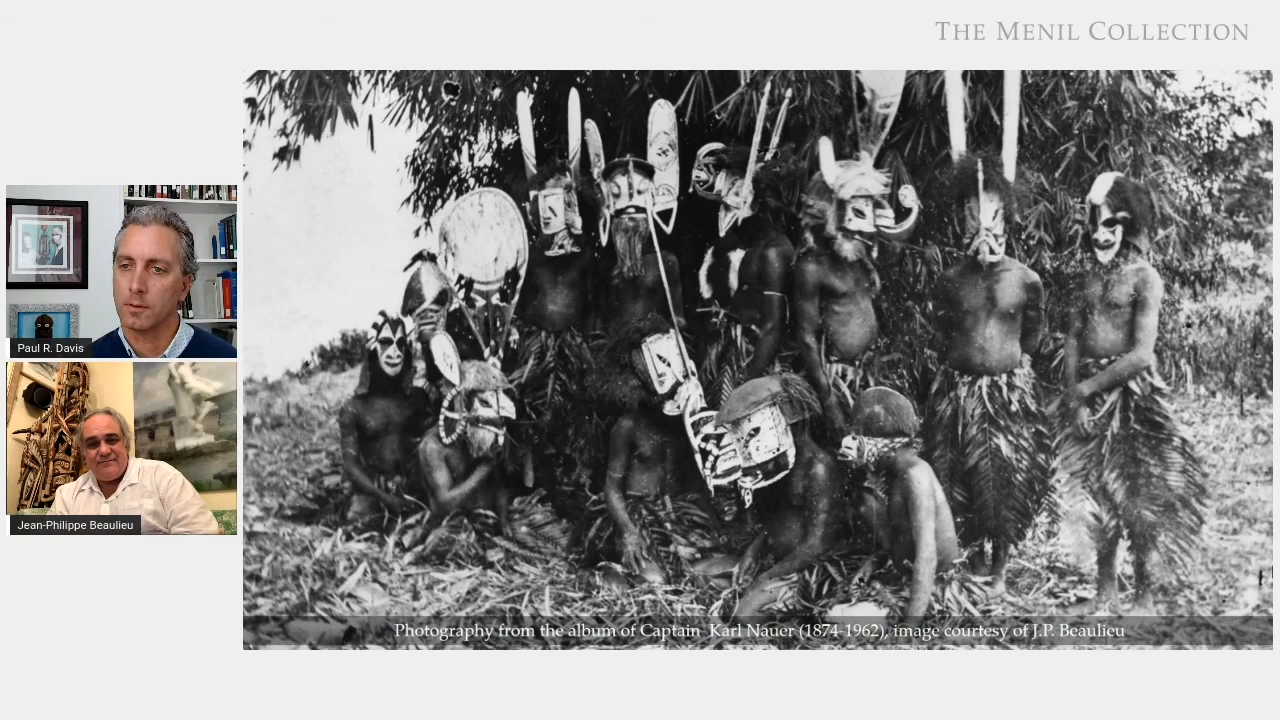 THE MENIL COLLECTION
Paul R. Davis
Jean-Philippe Beaulieu
Photography from the album of Captain Karl Nauer (1874-1962), image courtesy of J.P. Beaulieu